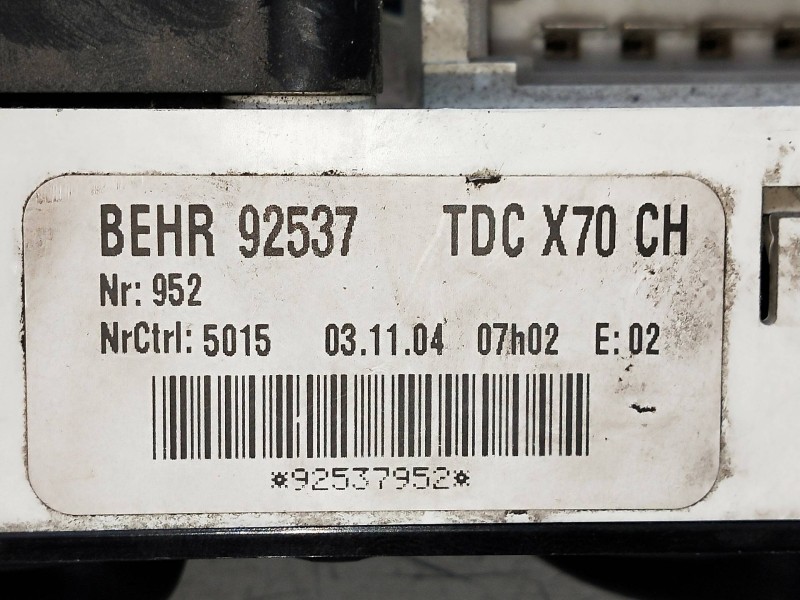 BEHR 92537 TDC X70 CH
Nr: 952
NrCtrl: 5015 03.11.04 07h02 E: 02
*92537952*